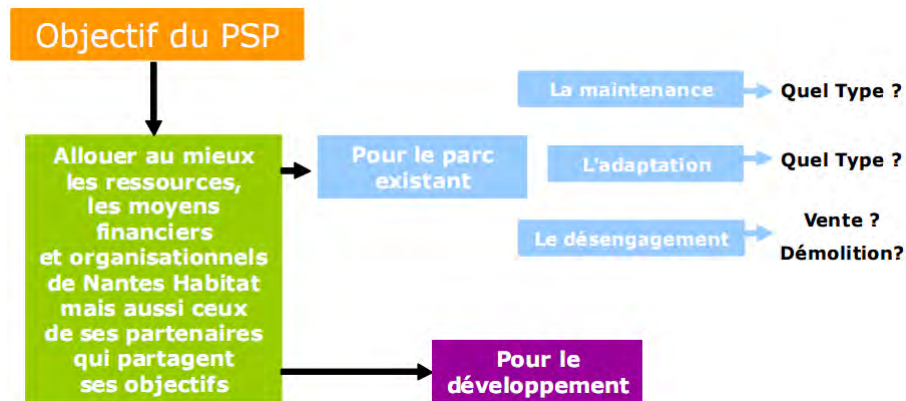 Objectif du PSP
Allouer au mieux
les ressources,
les moyens
financiers
et organisationnels
de Nantes Habitat
mais aussi ceux
de ses partenaires
qui partagent
ses objectifs
Pour le parc
existant
La maintenance
Quel Type ?
L'adaptation
Quel Type ?
Le désengagement
Vente ?
Démolition?
Pour le
développement